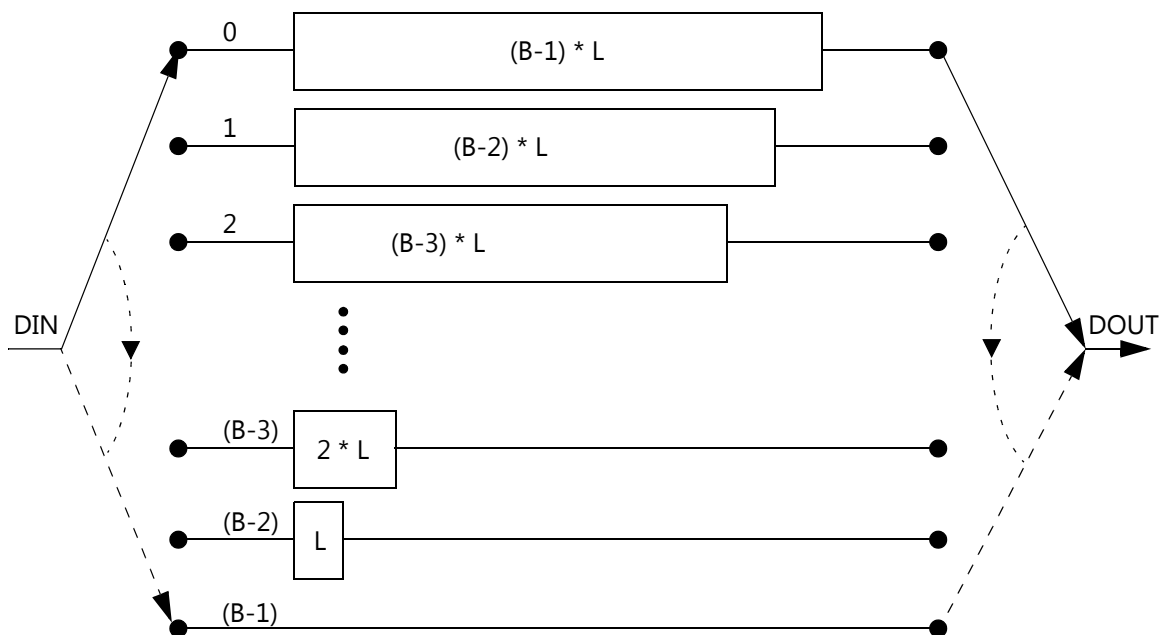 0
(B-1) * L
1
(B-2) * L
2
(B-3) * L
DIN
DOUT
(B-3)
2 * L
(B-2)
L
(B-1)